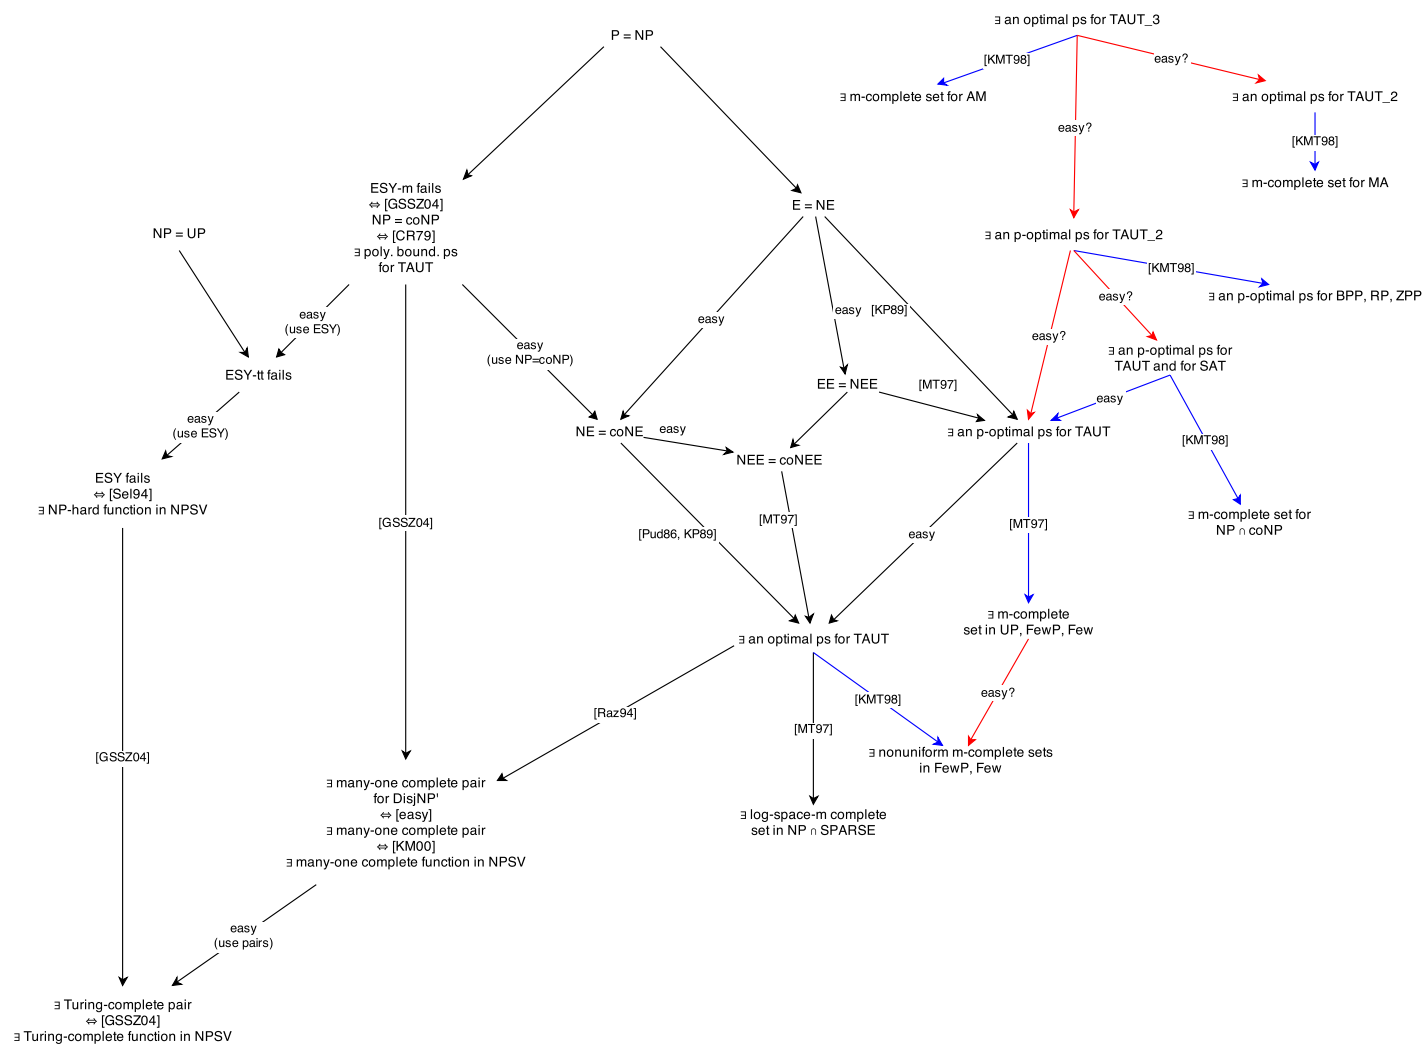 ∃ an optimal ps for TAUT_3
P = NP
[KMT98]
easy?
∃ m-complete set for AM
∃ an optimal ps for TAUT_2
easy?
[KMT98]
∃ m-complete set for MA
ESY-m fails
⇔ [GSSZ04]
NP = coNP
⇔ [CR79]
∃ poly. bound. ps
for TAUT
E = NE
NP = UP
∃ an p-optimal ps for TAUT_2
[KMT98]
∃ an p-optimal ps for BPP, RP, ZPP
easy?
easy
(use ESY)
easy
easy
[KP89]
easy?
easy
(use NP=coNP)
∃ an p-optimal ps for
TAUT and for SAT
ESY-tt fails
EE = NEE
[MT97]
easy
easy
(use ESY)
NE = coNE
easy
∃ an p-optimal ps for TAUT
[KMT98]
NEE = coNEE
ESY fails
⇔ [Sel94]
∃ NP-hard function in NPSV
∃ m-complete set for
NP ∩ coNP
[GSSZ04]
[Pud86, KP89]
[MT97]
easy
[MT97]
∃ m-complete
set in UP, FewP, Few
∃ an optimal ps for TAUT
easy?
[Raz94]
[KMT98]
[MT97]
[GSSZ04]
∃ nonuniform m-complete sets
in FewP, Few
∃ many-one complete pair
for DisjNP'
⇔ [easy]
∃ many-one complete pair
⇔ [KM00]
∃ many-one complete function in NPSV
∃ log-space-m complete
set in NP ∩ SPARSE
easy
(use pairs)
∃ Turing-complete pair
⇔ [GSSZ04]
∃ Turing-complete function in NPSV